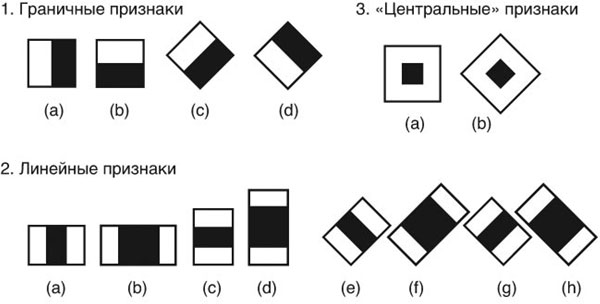 1. Граничные признаки
(a) (b) (c) (d)
3. «Центральные» признаки
(a) (b)
2. Линейные признаки
(a) (b) (c) (d) (e) (f) (g) (h)